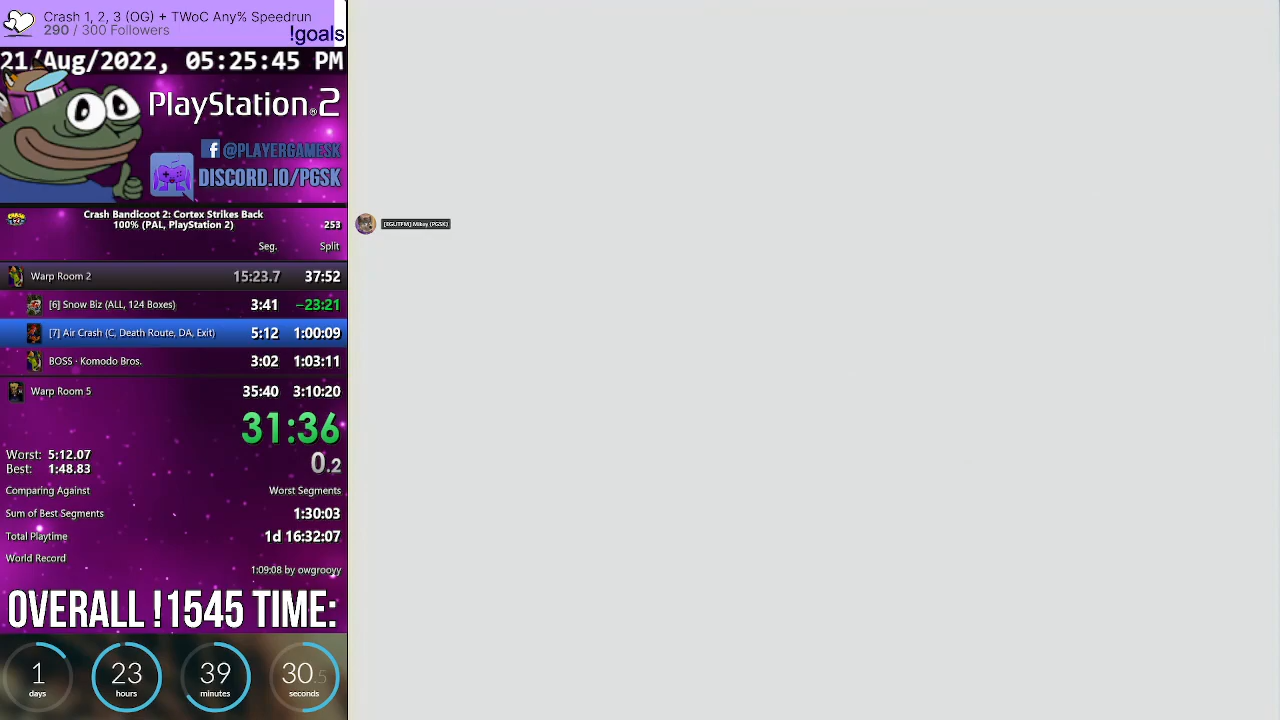 Crash 1, 2, 3 (OG) + TWoC Any% Speedrun
290 / 300 Followers
!goals
21/Aug/2022, 05:25:45 PM
PlayStation®2
@PLAYERGAMESK
DISCORD.IO/PGSK
Crash Bandicoot 2: Cortex Strikes Back
100% (PAL, PlayStation 2)
253
Seg. Split
Warp Room 2 15:23.7 37:52
[6] Snow Biz (ALL, 124 Boxes) 3:41 −23:21
[7] Air Crash (C, Death Route, DA, Exit) 5:12 1:00:09
BOSS · Komodo Bros. 3:02 1:03:11
Warp Room 5 35:40 3:10:20
31:36
Worst: 5:12.07
Best: 1:48.83
0.2
Comparing Against Worst Segments
Sum of Best Segments 1:30:03
Total Playtime 1d 16:32:07
World Record
1:09:08 by owgrooyy
OVERALL !1545 TIME:
1 23 39 30.5
days hours minutes seconds
Mikay (PGSK)